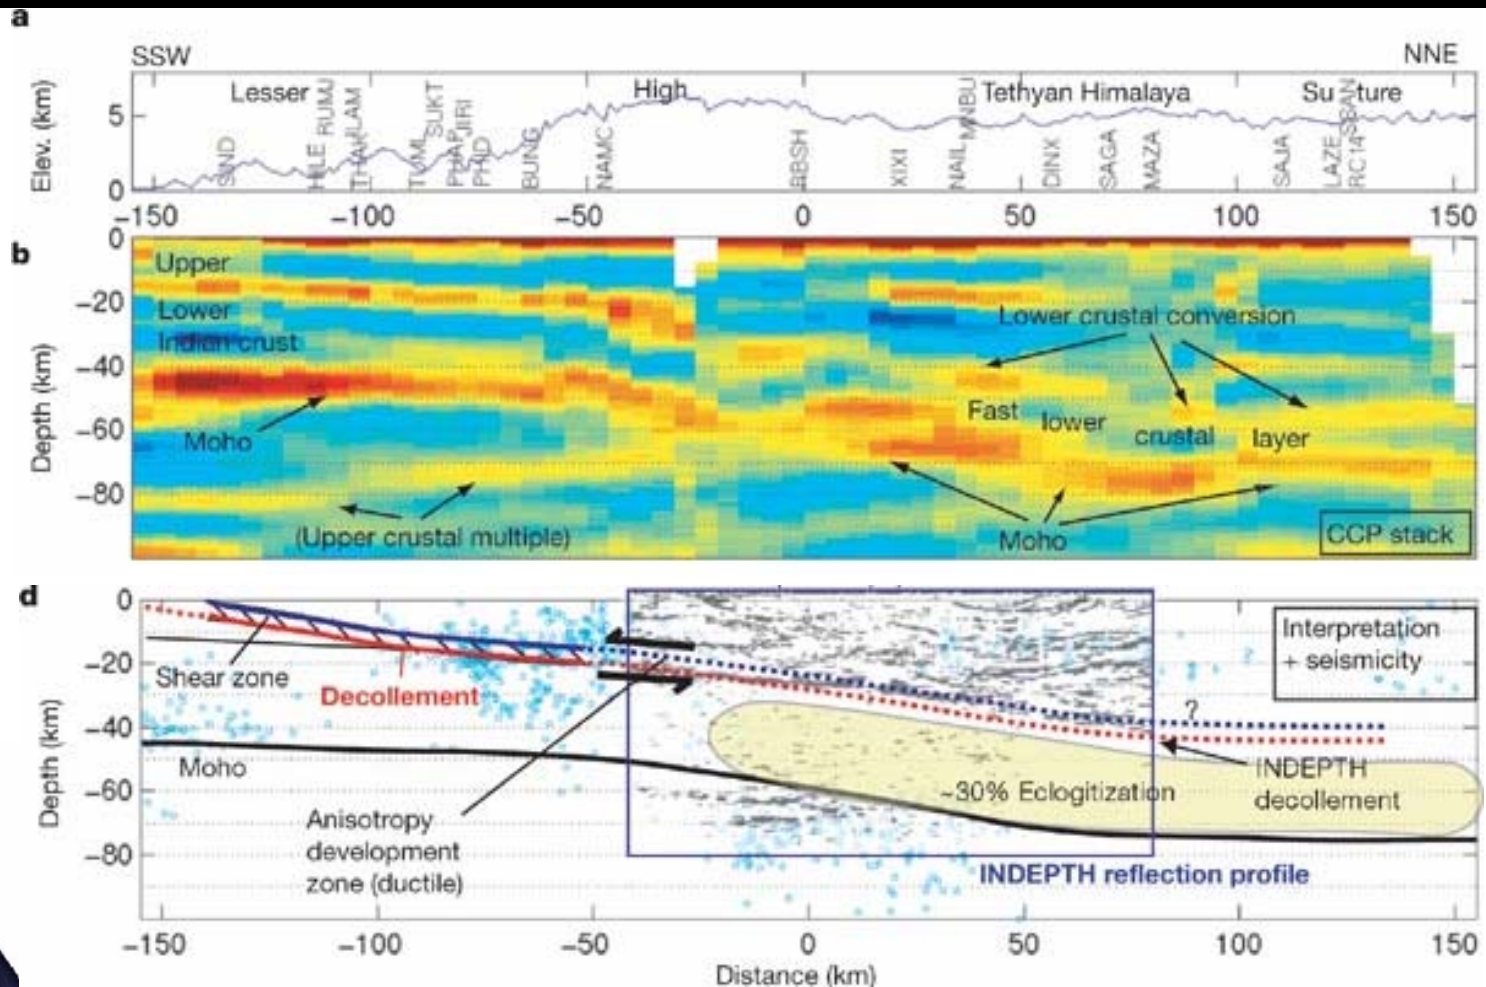 a
SSW NNE
Elev. (km)
5
0
Lesser High Tethyan Himalaya Su ture
SIND HILE RUMJ THAK ILAM TUML SUKT PHAP JIRI PHID BUNG NAMC BBSH XIXI NAIL MNBU DINX SAGA MAZA SAJA LAZE RC14 SBAN
−150 −100 −50 0 50 100 150
b
Depth (km)
0
−20
−40
−60
−80
Upper
Lower
Indian crust
Moho
(Upper crustal multiple)
Lower crustal conversion
Fast lower crustal layer
Moho
CCP stack
d
Depth (km)
0
−20
−40
−60
−80
Shear zone
Decollement
Moho
Anisotropy
development
zone (ductile)
~30% Eclogitization
?
INDEPTH
decollement
INDEPTH reflection profile
Interpretation
+ seismicity
−150 −100 −50 0 50 100 150
Distance (km)